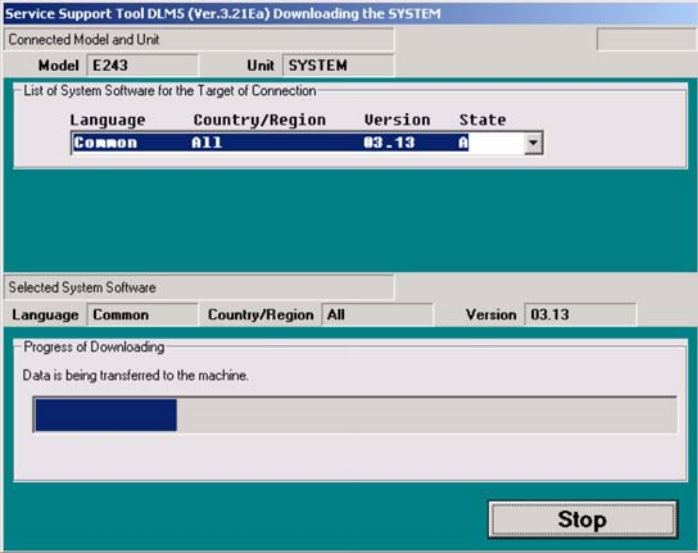 Service Support Tool DLM5 (Ver.3.21Ea) Downloading the SYSTEM
Connected Model and Unit
Model E243 Unit SYSTEM
List of System Software for the Target of Connection
Language Country/Region Version State
Common All 03.13 A
Selected System Software
Language Common Country/Region All Version 03.13
Progress of Downloading
Data is being transferred to the machine.
Stop